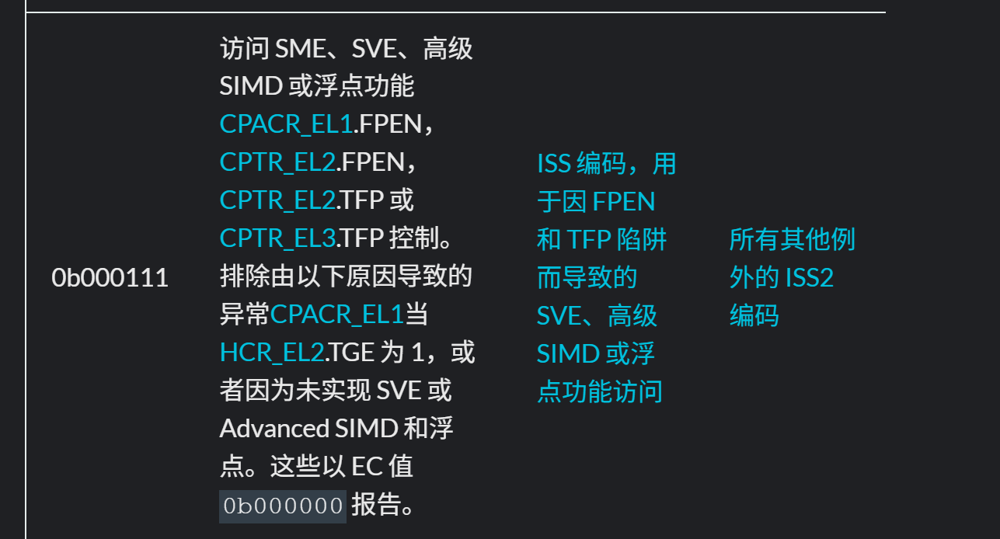 0b000111
访问 SME、SVE、高级
SIMD 或浮点功能
CPACR_EL1.FPEN，
CPTR_EL2.FPEN，
CPTR_EL2.TFP 或
CPTR_EL3.TFP 控制。
排除由以下原因导致的
异常CPACR_EL1当
HCR_EL2.TGE 为 1，或
者因为未实现 SVE 或
Advanced SIMD 和浮
点。这些以 EC 值
0b000000 报告。
ISS 编码，用
于因 FPEN
和 TFP 陷阱
而导致的
SVE、高级
SIMD 或浮
点功能访问
所有其他例
外的 ISS2
编码